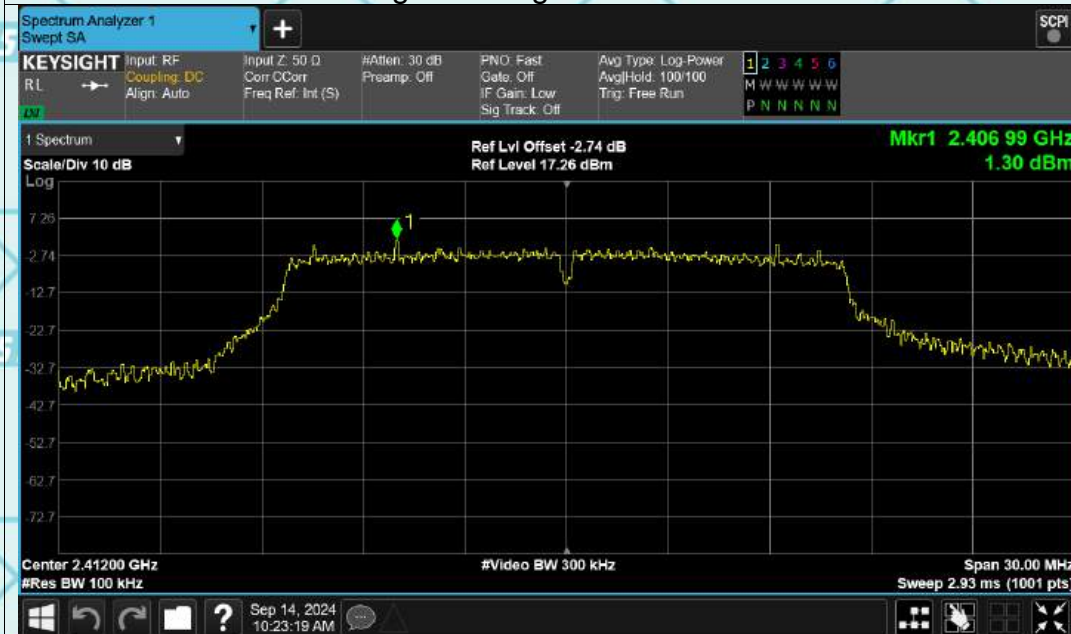 Spectrum Analyzer 1
Swept SA
+
SCPI
KEYSIGHT
RL
LXI
Input: RF
Coupling: DC
Align: Auto
Input Z: 50 Ω
Corr CCorr
Freq Ref: Int (S)
#Atten: 30 dB
Preamp: Off
PNO: Fast
Gate: Off
IF Gain: Low
Sig Track: Off
Avg Type: Log-Power
Avg|Hold: 100/100
Trig: Free Run
1 2 3 4 5 6
M W W W W W
P N N N N N
1 Spectrum
Scale/Div 10 dB
Log
Ref Lvl Offset -2.74 dB
Ref Level 17.26 dBm
Mkr1 2.406 99 GHz
1.30 dBm
1
7.26
-2.74
-12.7
-22.7
-32.7
-42.7
-52.7
-62.7
-72.7
Center 2.41200 GHz
#Res BW 100 kHz
#Video BW 300 kHz
Span 30.00 MHz
Sweep 2.93 ms (1001 pts)
?
Sep 14, 2024
10:23:19 AM